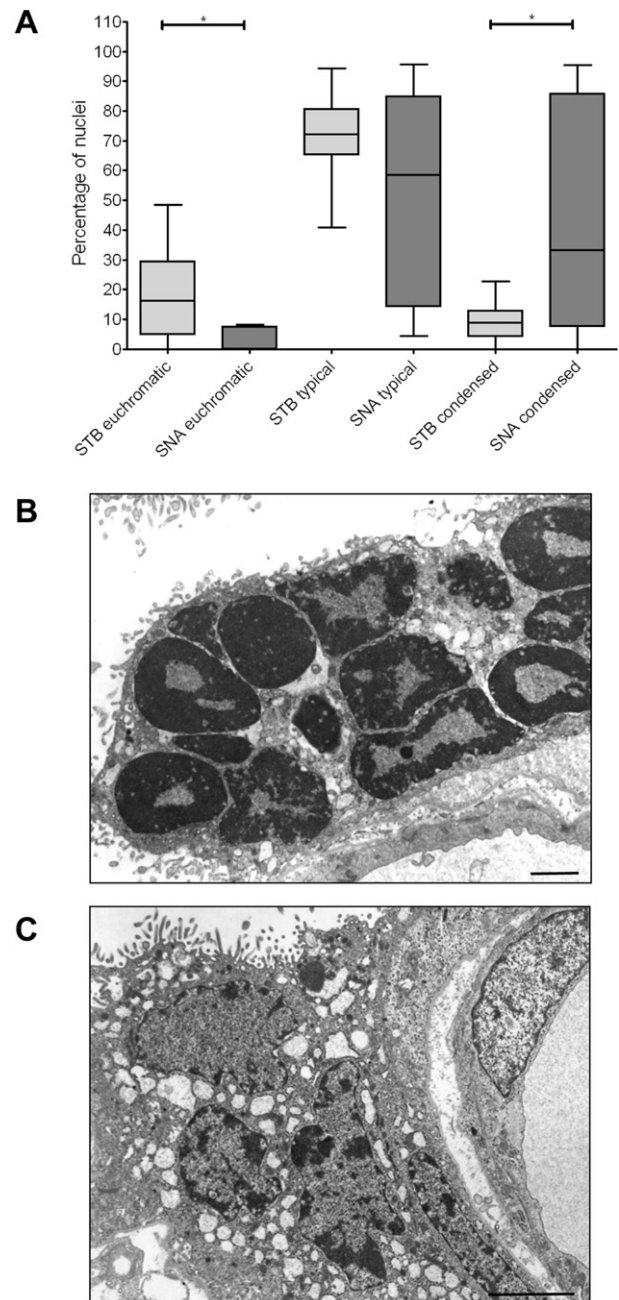 A
Percentage of nuclei
110
100
90
80
70
60
50
40
30
20
10
0
*
*
STB euchromatic
SNA euchromatic
STB typical
SNA typical
STB condensed
SNA condensed
B
C